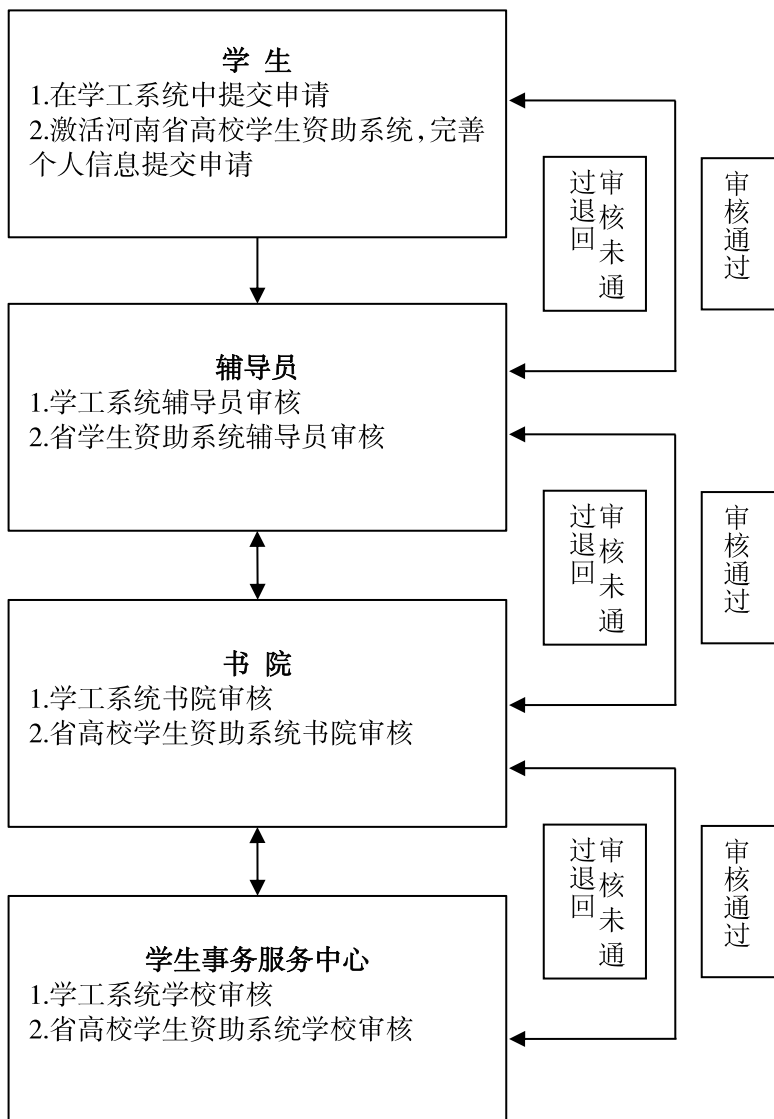 学 生
1.在学工系统中提交申请
2.激活河南省高校学生资助系统,完善
个人信息提交申请
审核未通
过退回
审核通过
辅导员
1.学工系统辅导员审核
2.省学生资助系统辅导员审核
审核未通
过退回
审核通过
书 院
1.学工系统书院审核
2.省高校学生资助系统书院审核
审核未通
过退回
审核通过
学生事务服务中心
1.学工系统学校审核
2.省高校学生资助系统学校审核